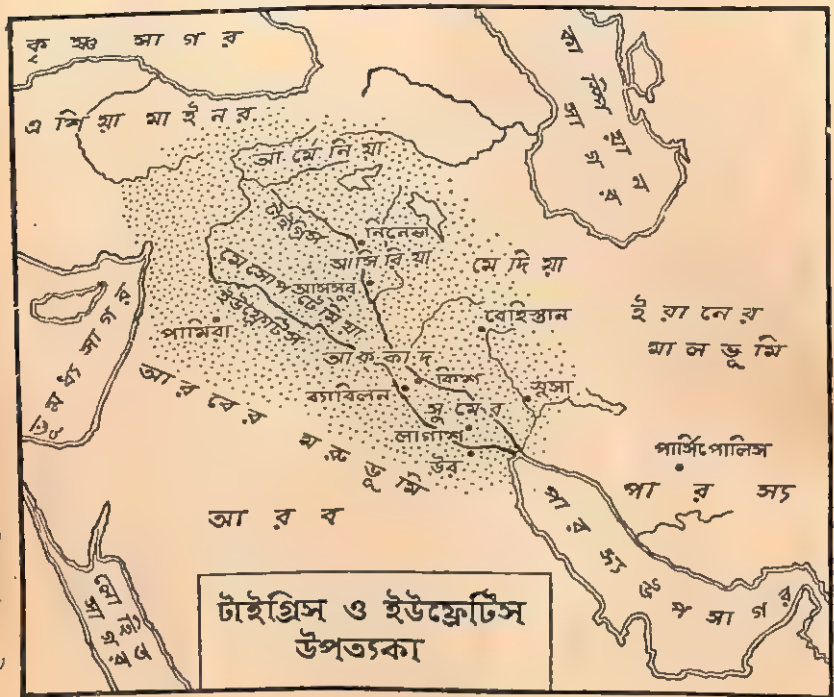 কৃষ্ণ সাগর
কাস্পিয়ান সাগর
এশিয়া মাইনর
আর্মেনিয়া
টাইগ্রিস
নিনেভা
আসিরিয়া
মেদিয়া
মেসোপটেমিয়া
আসসুর
ইউফ্রেটিস
পামিরা
বেহিস্তান
ইরানের
মালভূমি
ভূমধ্যসাগর
আককাদ
কিশ
ব্যাবিলন
সুমের
সুসা
লাগাশ
উর
আরবের মরুভূমি
পার্সিপোলিস
পারস্য
আরব
পারস্য উপসাগর
লোহিত সাগর
টাইগ্রিস ও ইউফ্রেটিস
উপত্যকা